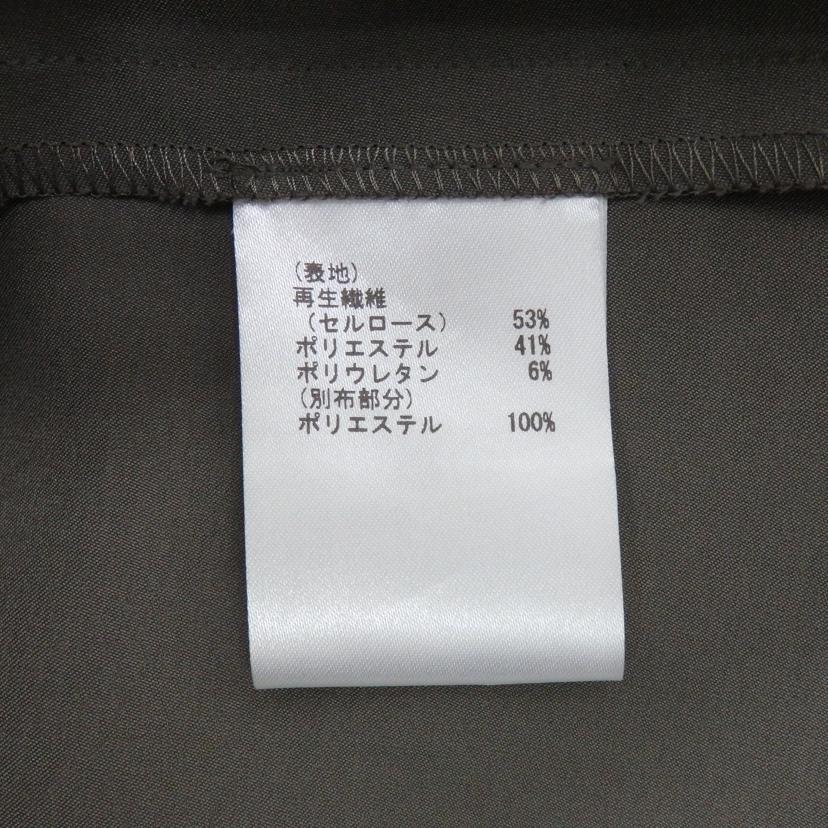 (表地)
再生繊維
(セルロース) 53%
ポリエステル 41%
ポリウレタン 6%
(別布部分)
ポリエステル 100%